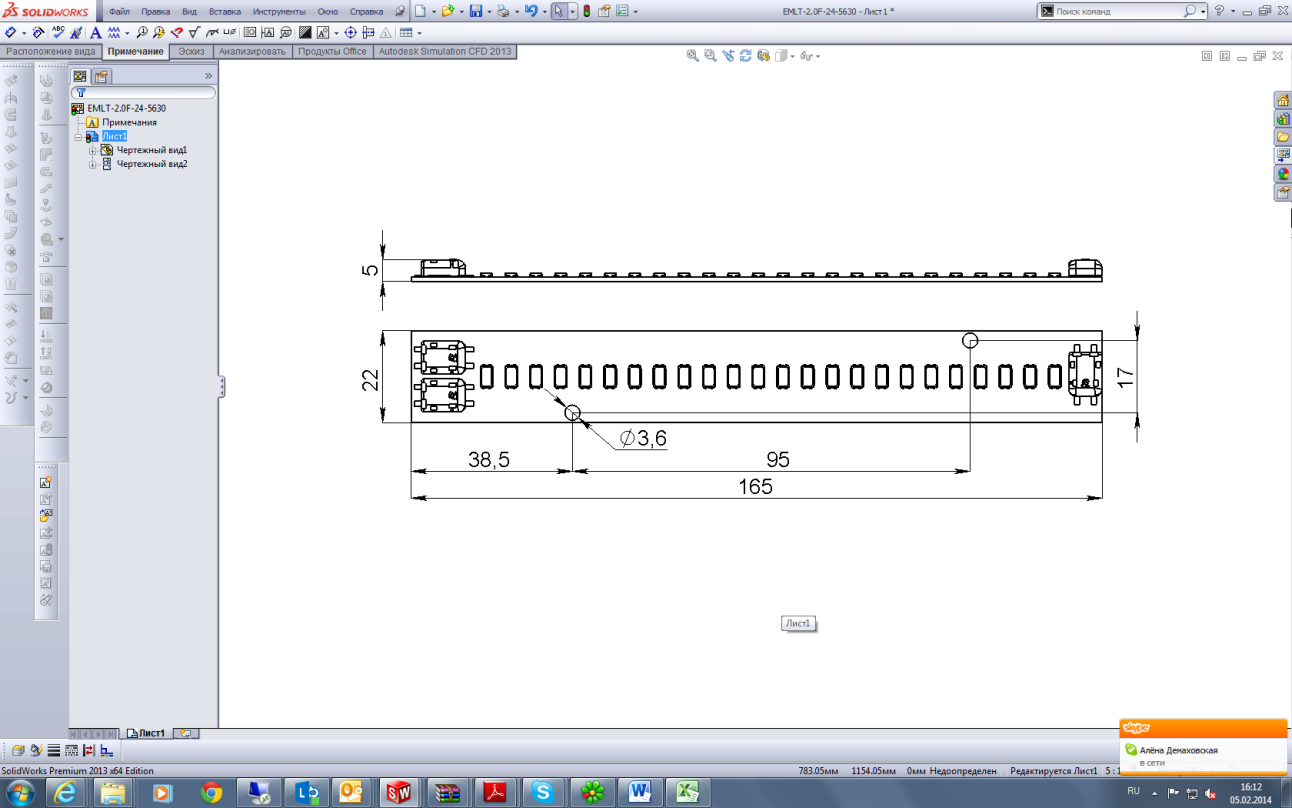 SOLIDWORKS Файл Правка Вид Вставка Инструменты Окно Справка EMLT-2.0F-24-5630 - Лист1 * Поиск команд
Расположение вида Примечание Эскиз Анализировать Продукты Office Autodesk Simulation CFD 2013
EMLT-2.0F-24-5630
Примечания
Лист1
Чертежный вид1
Чертежный вид2
5
22
17
Ø3,6
38,5 95
165
Лист1
Лист1
skype
Алёна Денаховская
в сети
SolidWorks Premium 2013 x64 Edition 783.05мм 1154.05мм 0мм Недоопределен Редактируется Лист1 5 : 1
RU 16:12
05.02.2014